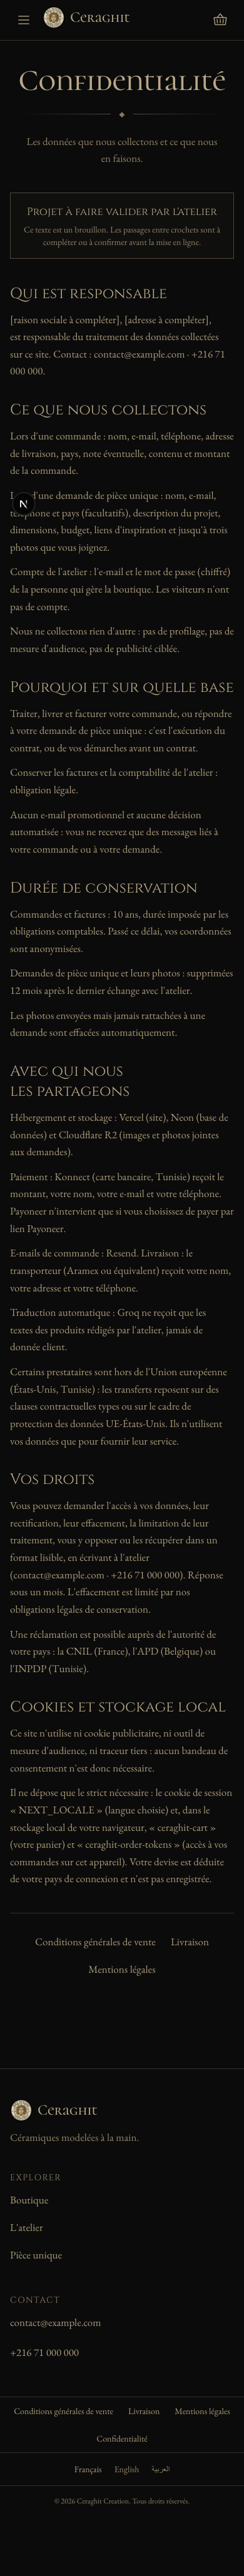 Ceraghit
Confidentialité
Les données que nous collectons et ce que nous
en faisons.
Projet à faire valider par l'atelier
Ce texte est un brouillon. Les passages entre crochets sont à
compléter ou à confirmer avant la mise en ligne.
Qui est responsable
[raison sociale à compléter], [adresse à compléter],
est responsable du traitement des données collectées
sur ce site. Contact : contact@example.com · +216 71
000 000.
Ce que nous collectons
Lors d'une commande : nom, e-mail, téléphone, adresse
de livraison, pays, note éventuelle, contenu et montant
de la commande.
d'une demande de pièce unique : nom, e-mail,
et pays (facultatifs), description du projet,
dimensions, budget, liens d'inspiration et jusqu'à trois
photos que vous joignez.
Compte de l'atelier : l'e-mail et le mot de passe (chiffré)
de la personne qui gère la boutique. Les visiteurs n'ont
pas de compte.
Nous ne collectons rien d'autre : pas de profilage, pas de
mesure d'audience, pas de publicité ciblée.
Pourquoi et sur quelle base
Traiter, livrer et facturer votre commande, ou répondre
à votre demande de pièce unique : c'est l'exécution du
contrat, ou de vos démarches avant un contrat.
Conserver les factures et la comptabilité de l'atelier :
obligation légale.
Aucun e-mail promotionnel et aucune décision
automatisée : vous ne recevez que des messages liés à
votre commande ou à votre demande.
Durée de conservation
Commandes et factures : 10 ans, durée imposée par les
obligations comptables. Passé ce délai, vos coordonnées
sont anonymisées.
Demandes de pièce unique et leurs photos : supprimées
12 mois après le dernier échange avec l'atelier.
Les photos envoyées mais jamais rattachées à une
demande sont effacées automatiquement.
Avec qui nous
les partageons
Hébergement et stockage : Vercel (site), Neon (base de
données) et Cloudflare R2 (images et photos jointes
aux demandes).
Paiement : Konnect (carte bancaire, Tunisie) reçoit le
montant, votre nom, votre e-mail et votre téléphone.
Payoneer n'intervient que si vous choisissez de payer par
lien Payoneer.
E-mails de commande : Resend. Livraison : le
transporteur (Aramex ou équivalent) reçoit votre nom,
votre adresse et votre téléphone.
Traduction automatique : Groq ne reçoit que les
textes des produits rédigés par l'atelier, jamais de
donnée client.
Certains prestataires sont hors de l'Union européenne
(États-Unis, Tunisie) : les transferts reposent sur des
clauses contractuelles types ou sur le cadre de
protection des données UE-États-Unis. Ils n'utilisent
vos données que pour fournir leur service.
Vos droits
Vous pouvez demander l'accès à vos données, leur
rectification, leur effacement, la limitation de leur
traitement, vous y opposer ou les récupérer dans un
format lisible, en écrivant à l'atelier
(contact@example.com · +216 71 000 000). Réponse
sous un mois. L'effacement est limité par nos
obligations légales de conservation.
Une réclamation est possible auprès de l'autorité de
votre pays : la CNIL (France), l'APD (Belgique) ou
l'INPDP (Tunisie).
Cookies et stockage local
Ce site n'utilise ni cookie publicitaire, ni outil de
mesure d'audience, ni traceur tiers : aucun bandeau de
consentement n'est donc nécessaire.
Il ne dépose que le strict nécessaire : le cookie de session
« NEXT_LOCALE » (langue choisie) et, dans le
stockage local de votre navigateur, « ceraghit-cart »
(votre panier) et « ceraghit-order-tokens » (accès à vos
commandes sur cet appareil). Votre devise est déduite
de votre pays de connexion et n'est pas enregistrée.
Conditions générales de vente Livraison
Mentions légales
Ceraghit
Céramiques modelées à la main.
EXPLORER
Boutique
L'atelier
Pièce unique
CONTACT
contact@example.com
+216 71 000 000
Conditions générales de vente Livraison Mentions légales
Confidentialité
Français English العربية
© 2026 Ceraghit Creation. Tous droits réservés.